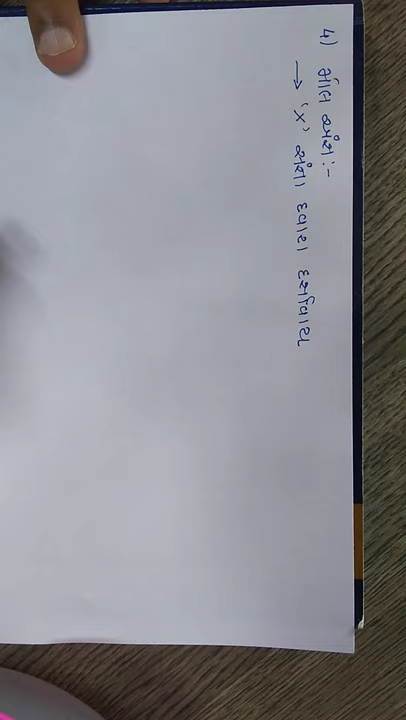 4) મોલ અંશ :-
→ 'x' સંજ્ઞા દ્વારા દર્શાવાય